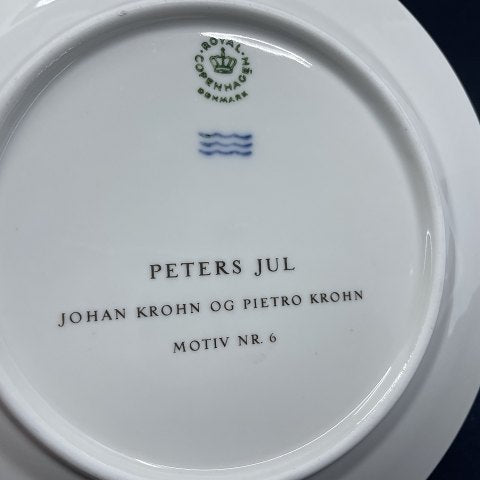 ROYAL
COPENHAGEN
DENMARK
PETERS JUL
JOHAN KROHN OG PIETRO KROHN
MOTIV NR. 6